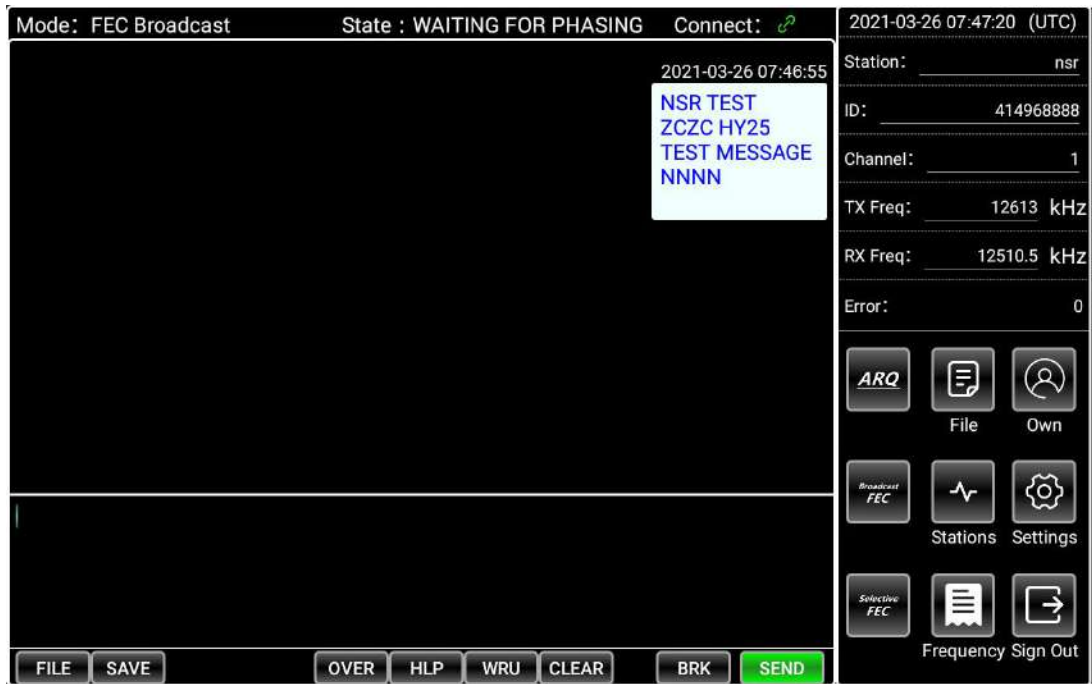 Mode: FEC Broadcast State : WAITING FOR PHASING Connect:
2021-03-26 07:46:55
NSR TEST
ZCZC HY25
TEST MESSAGE
NNNN
FILE SAVE OVER HLP WRU CLEAR BRK SEND
2021-03-26 07:47:20 (UTC)
Station: nsr
ID: 414968888
Channel: 1
TX Freq: 12613 kHz
RX Freq: 12510.5 kHz
Error: 0
ARQ
File Own
Broadcast
FEC
Stations Settings
Selective
FEC
Frequency Sign Out